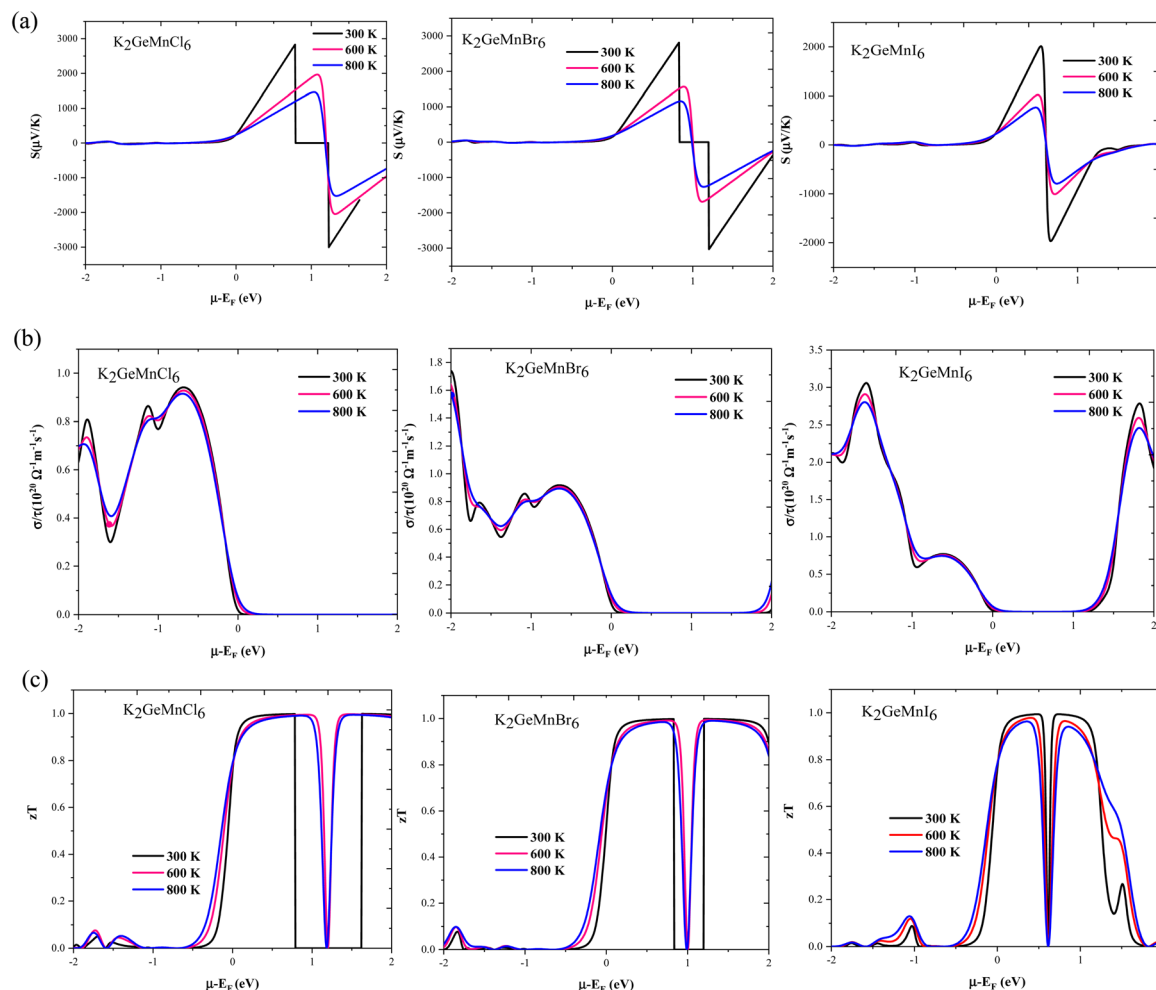 (a)
K2GeMnCl6
300 K
600 K
800 K
3000
2000
1000
0
-1000
-2000
-3000
S(μV/K)
-2 -1 0 1 2
μ-EF (eV)
K2GeMnBr6
300 K
600 K
800 K
3000
2000
1000
0
-1000
-2000
-3000
S (μV/K)
-2 -1 0 1 2
μ-EF (eV)
K2GeMnI6
300 K
600 K
800 K
2000
1000
0
-1000
-2000
S (μV/K)
-2 -1 0 1
μ-EF (eV)
(b)
K2GeMnCl6
300 K
600 K
800 K
1.0
0.8
0.6
0.4
0.2
0.0
σ/τ(10²⁰ Ω⁻¹m⁻¹s⁻¹)
-2 -1 0 1 2
μ-EF (eV)
K2GeMnBr6
300 K
600 K
800 K
1.8
1.6
1.4
1.2
1.0
0.8
0.6
0.4
0.2
0.0
σ/τ(10²⁰ Ω⁻¹m⁻¹s⁻¹)
-2 -1 0 1 2
μ-EF (eV)
K2GeMnI6
300 K
600 K
800 K
3.5
3.0
2.5
2.0
1.5
1.0
0.5
0.0
σ/τ(10²⁰ Ω⁻¹m⁻¹s⁻¹)
-2 -1 0 1 2
μ-EF (eV)
(c)
K2GeMnCl6
300 K
600 K
800 K
1.0
0.8
0.6
0.4
0.2
0.0
zT
-2 -1 0 1 2
μ-EF (eV)
K2GeMnBr6
300 K
600 K
800 K
1.0
0.8
0.6
0.4
0.2
0.0
zT
-2 -1 0 1 2
μ-EF (eV)
K2GeMnI6
300 K
600 K
800 K
1.0
0.8
0.6
0.4
0.2
0.0
zT
-2 -1 0 1 2
μ-EF (eV)